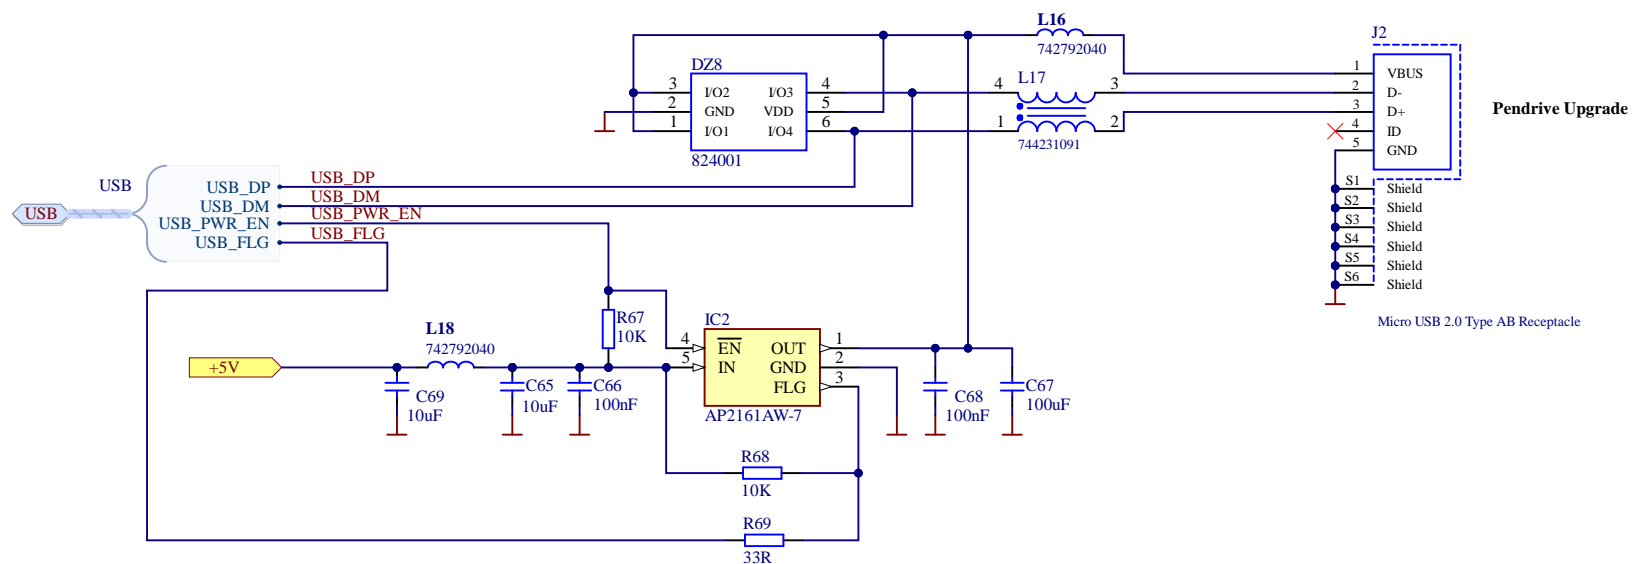 L16
742792040
J2
DZ8
3 I/O2 I/O3 4
2 GND VDD 5
1 I/O1 I/O4 6
824001
4 L17 3
1 2
744231091
1 VBUS
2 D-
3 D+
4 ID
5 GND
Pendrive Upgrade
S1 Shield
S2 Shield
S3 Shield
S4 Shield
S5 Shield
S6 Shield
Micro USB 2.0 Type AB Receptacle
USB
USB
USB_DP USB_DP
USB_DM USB_DM
USB_PWR_EN USB_PWR_EN
USB_FLG USB_FLG
R67
10K
L18
742792040
+5V
IC2
4 EN OUT 1
5 IN GND 2
FLG 3
AP2161AW-7
C69
10uF
C65
10uF
C66
100nF
C68
100nF
C67
100uF
R68
10K
R69
33R